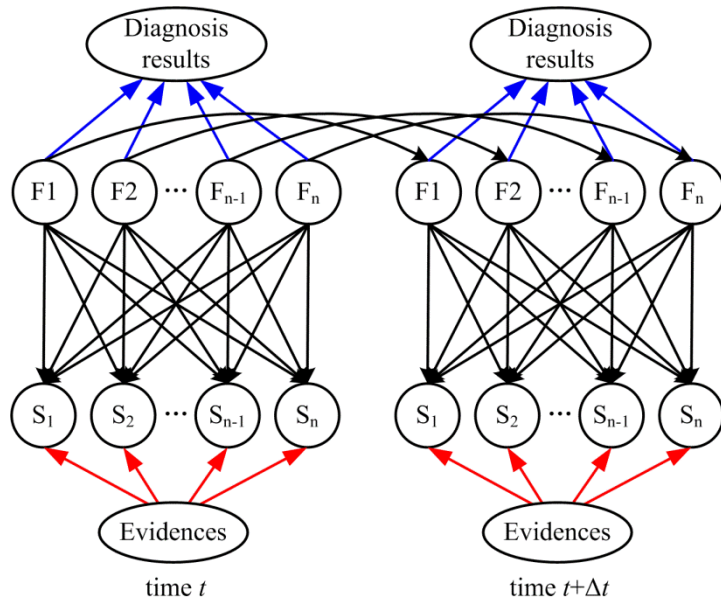 Diagnosis
results
Diagnosis
results
F1 F2 ··· Fn-1 Fn
F1 F2 ··· Fn-1 Fn
S1 S2 ··· Sn-1 Sn
S1 S2 ··· Sn-1 Sn
Evidences
Evidences
time t
time t+Δt